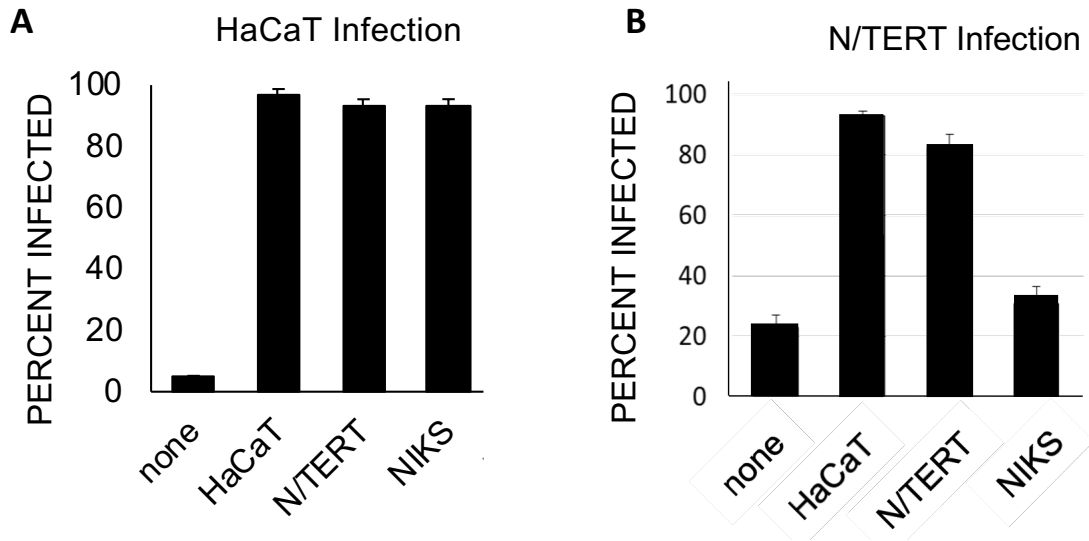 A
HaCaT Infection
PERCENT INFECTED
100
80
60
40
20
0
none
HaCaT
N/TERT
NIKS
B
N/TERT Infection
PERCENT INFECTED
100
80
60
40
20
0
none
HaCaT
N/TERT
NIKS